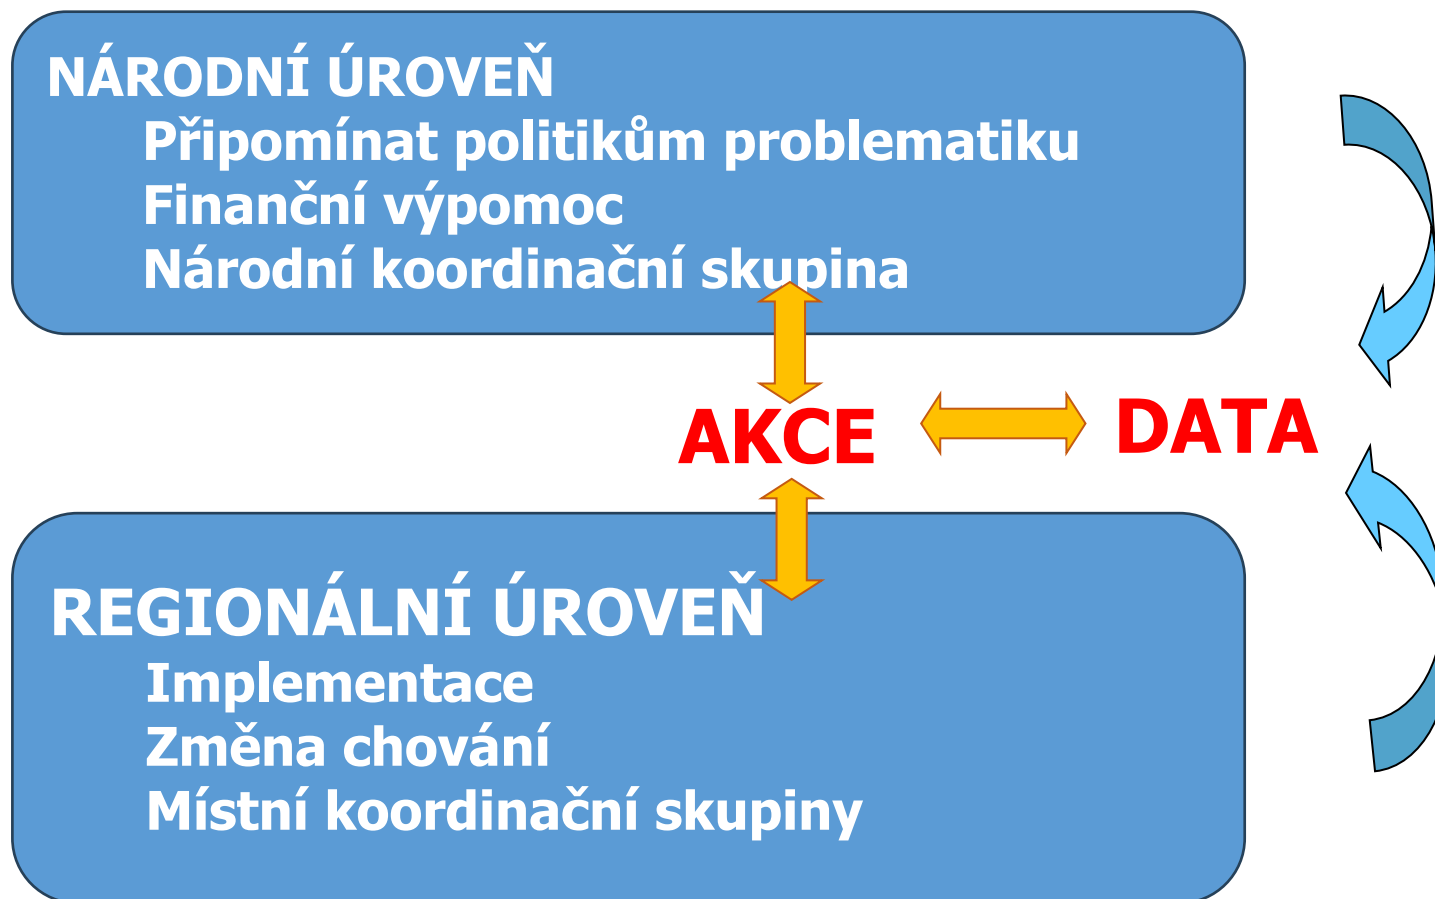 NÁRODNÍ ÚROVEŇ
Připomínat politikům problematiku
Finanční výpomoc
Národní koordinační skupina
AKCE
DATA
REGIONÁLNÍ ÚROVEŇ
Implementace
Změna chování
Místní koordinační skupiny